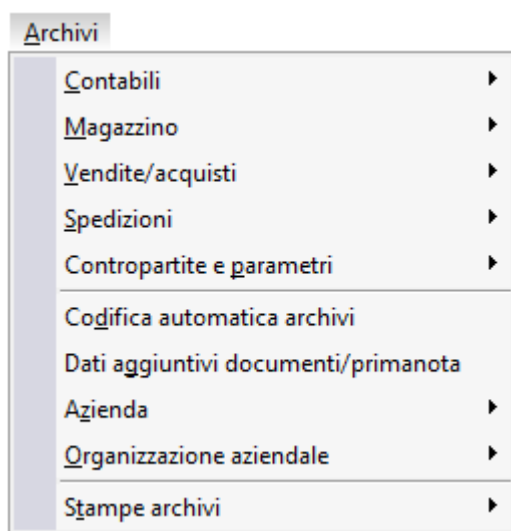 Archivi
Contabili
Magazzino
Vendite/acquisti
Spedizioni
Contropartite e parametri
Codifica automatica archivi
Dati aggiuntivi documenti/primanota
Azienda
Organizzazione aziendale
Stampe archivi